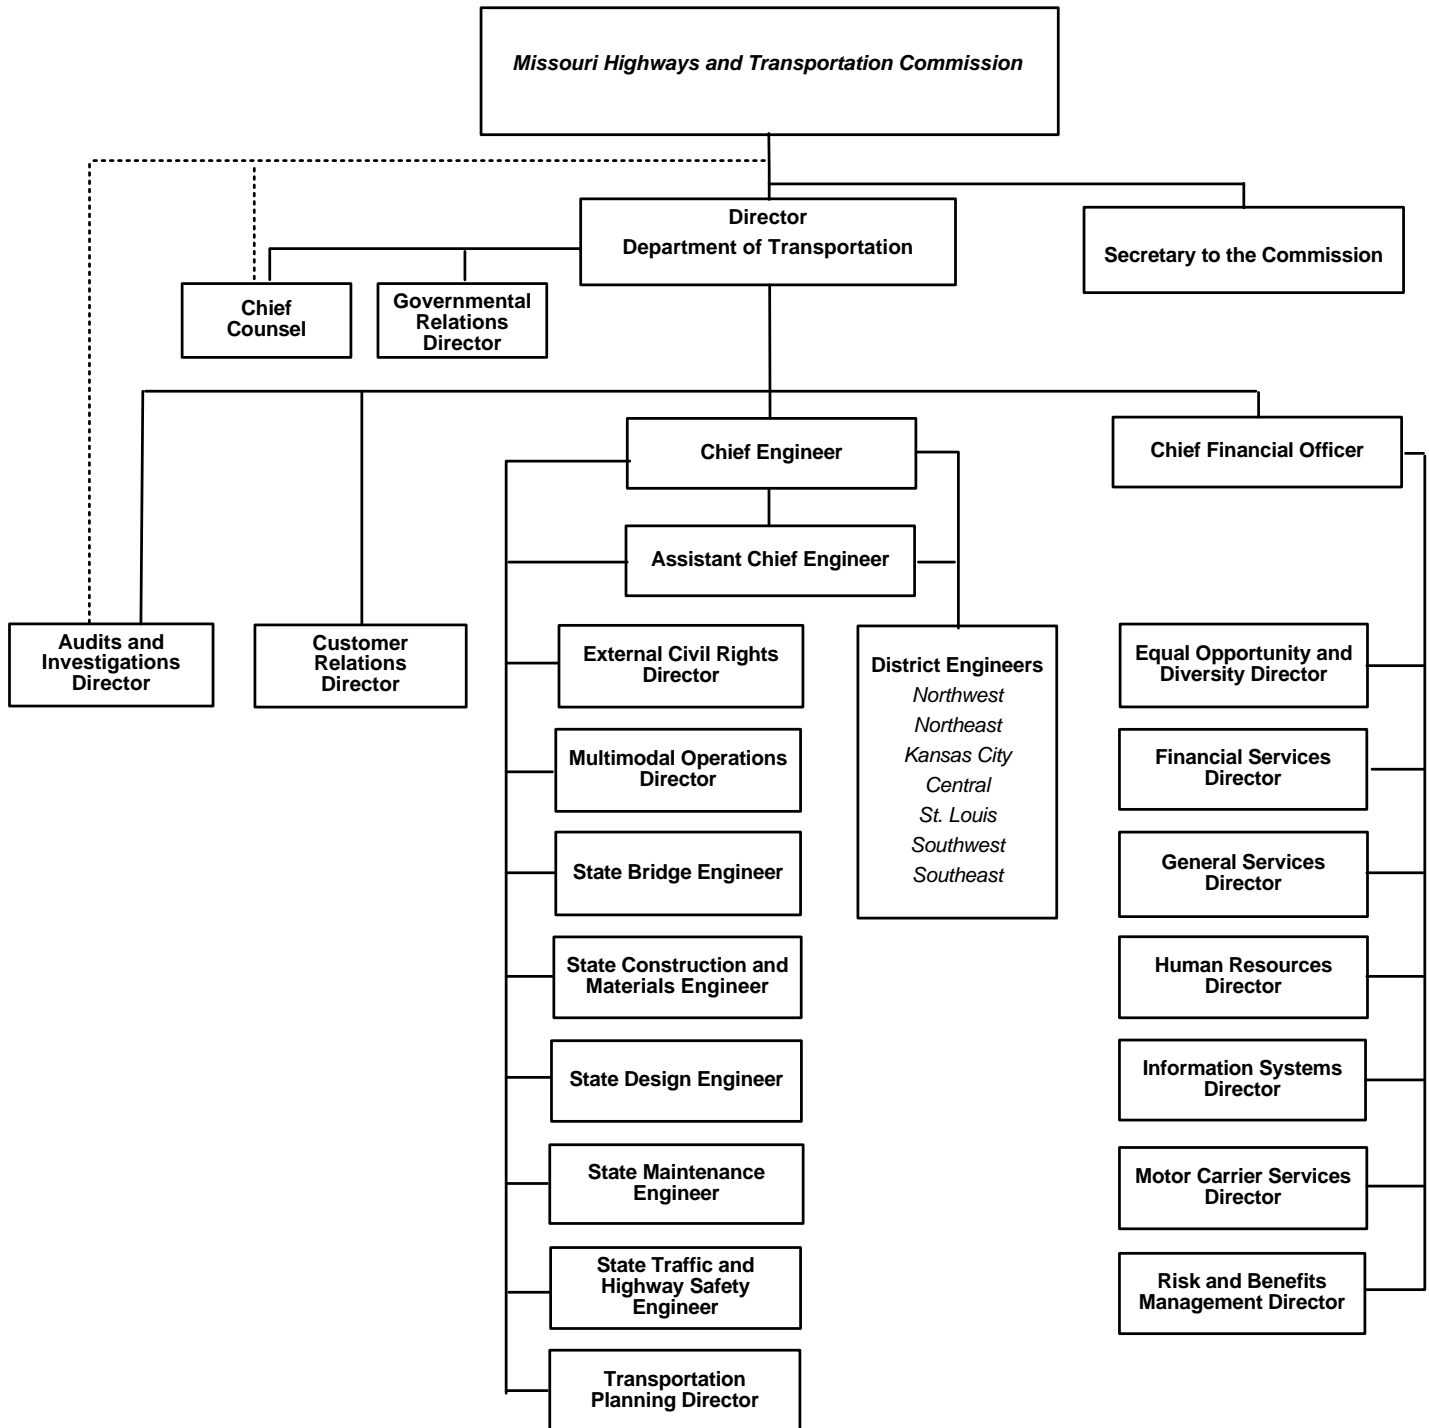 Missouri Highways and Transportation Commission
Director
Department of Transportation
Secretary to the Commission
Chief
Counsel
Governmental
Relations
Director
Chief Engineer
Chief Financial Officer
Assistant Chief Engineer
Audits and
Investigations
Director
Customer
Relations
Director
External Civil Rights
Director
Multimodal Operations
Director
State Bridge Engineer
State Construction and
Materials Engineer
State Design Engineer
State Maintenance
Engineer
State Traffic and
Highway Safety
Engineer
Transportation
Planning Director
District Engineers
Northwest
Northeast
Kansas City
Central
St. Louis
Southwest
Southeast
Equal Opportunity and
Diversity Director
Financial Services
Director
General Services
Director
Human Resources
Director
Information Systems
Director
Motor Carrier Services
Director
Risk and Benefits
Management Director